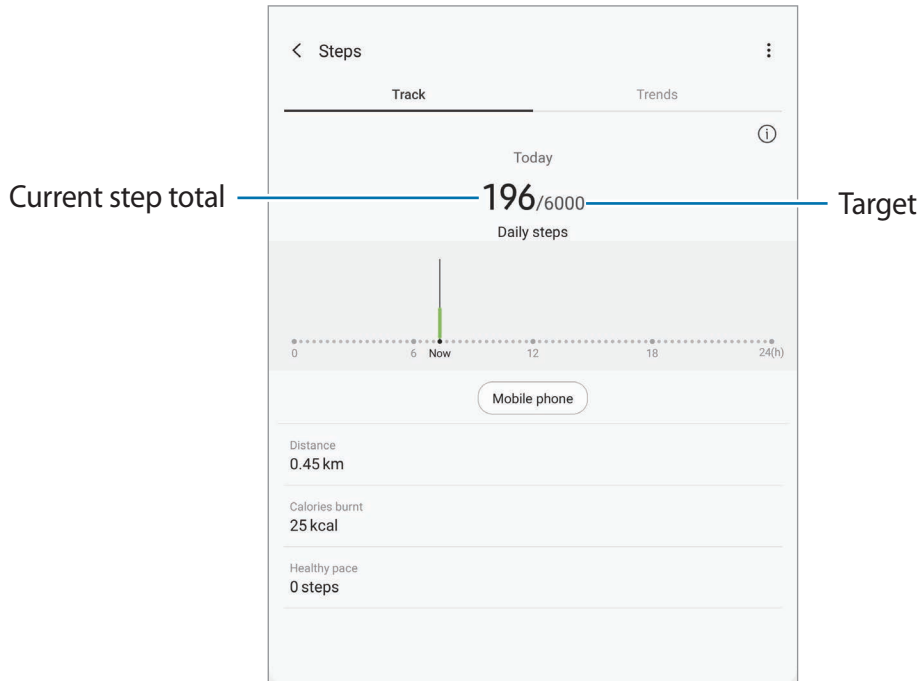 Steps
Track Trends
Today
Current step total 196/6000 Target
Daily steps
0 6 Now 12 18 24(h)
Mobile phone
Distance
0.45 km
Calories burnt
25 kcal
Healthy pace
0 steps